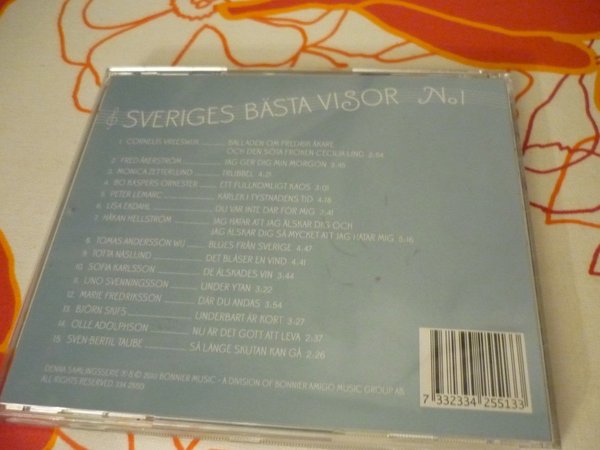 SVERIGES BÄSTA VISOR No1
1. CORNELIS VREESWIJK BALLADEN OM FREDRIK ÅKARE
OCH DEN SÖTA FRÖKEN CECILIA LIND 3:54
2. FRED ÅKERSTRÖM JAG GER DIG MIN MORGON
3. MONICA ZETTERLUND TRUBBEL 4:21
4. BO KASPERS ORKESTER ETT FULLKOMLIGT KAOS 3:01
5. PETER LEMARC KÄRLEK I TYSTNADENS TID 4:18
6. LISA EKDAHL DU VAR INTE DÄR FÖR MIG 3:41
7. HÅKAN HELLSTRÖM JAG HATAR ATT JAG ÄLSKAR DIG OCH
JAG ÄLSKAR DIG SÅ MYCKET ATT JAG HATAR MIG 3:16
8. TOMAS ANDERSSON WIJ BLUES FRÅN SVERIGE 4:47
9. TOTTA NÄSLUND DET BLÅSER EN VIND 4:41
10. SOFIA KARLSSON DE ÄLSKADES VIN 3:44
11. UNO SVENNINGSSON UNDER YTAN 3:22
12. MARIE FREDRIKSSON DÄR DU ANDAS 3:54
13. BJÖRN SKIFS UNDERBART ÄR KORT 3:27
14. OLLE ADOLPHSON NU ÄR DET GOTT ATT LEVA 2:37
15. SVEN BERTIL TAUBE SÅ LÄNGE SKUTAN KAN GÅ 2:26
DENNA SAMLINGSSERIE ℗ & © 2010 BONNIER MUSIC - A DIVISION OF BONNIER AMIGO MUSIC GROUP AB.
ALL RIGHTS RESERVED. 334 25513
7 332334 255133